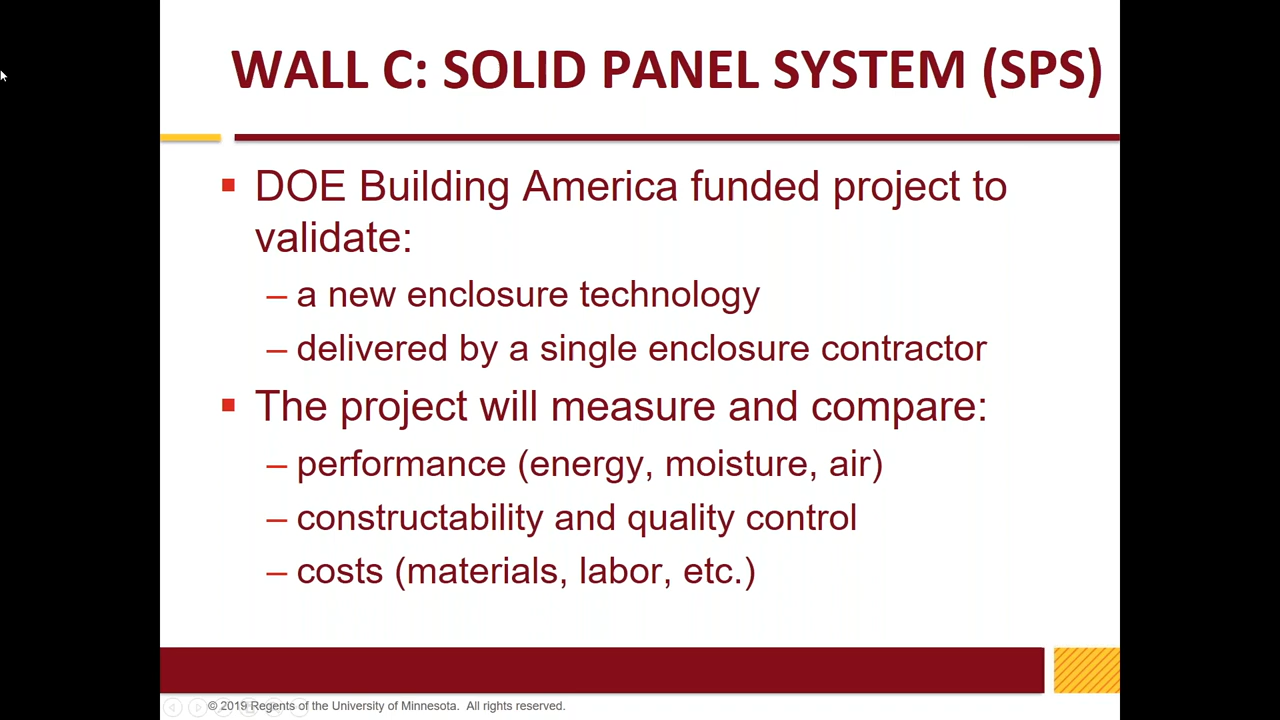 WALL C: SOLID PANEL SYSTEM (SPS)
▪ DOE Building America funded project to
validate:
– a new enclosure technology
– delivered by a single enclosure contractor
▪ The project will measure and compare:
– performance (energy, moisture, air)
– constructability and quality control
– costs (materials, labor, etc.)
© 2019 Regents of the University of Minnesota. All rights reserved.